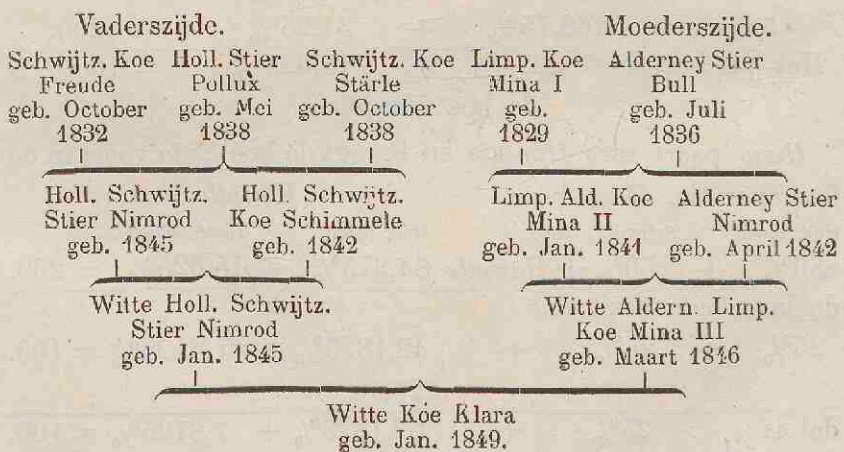 Vaderszijde. Moederszijde.
Schwijtz. Koe Holl. Stier Schwijtz. Koe Limp. Koe Alderney Stier
Freude Pollux Stärle Mina I Bull
geb. October geb. Mei geb. October geb. geb. Juli
1832 1838 1838 1829 1836
Holl. Schwijtz. Holl. Schwijtz. Limp. Ald. Koe Alderney Stier
Stier Nimrod Koe Schimmele Mina II Nimrod
geb. 1845 geb. 1842 geb. Jan. 1841 geb. April 1842
Witte Holl. Schwijtz. Witte Aldern. Limp.
Stier Nimrod Koe Mina III
geb. Jan. 1845 geb. Maart 1846
Witte Koe Klara
geb. Jan. 1849.